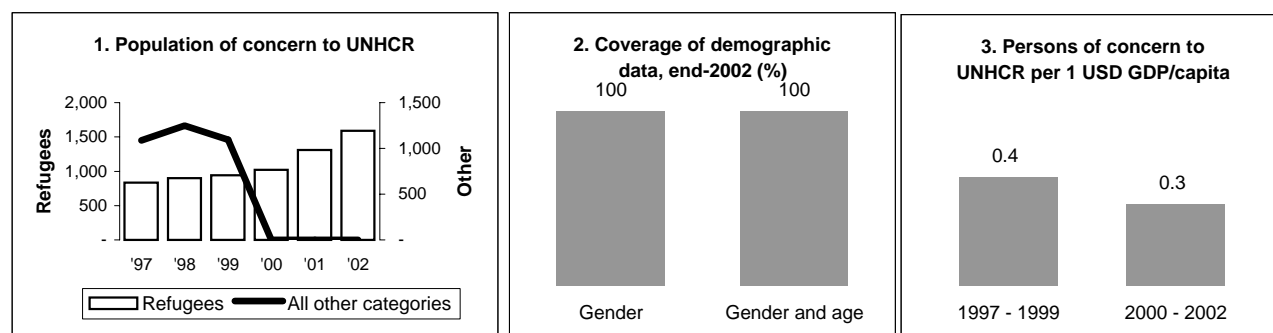 1. Population of concern to UNHCR
2,000
1,500
1,000
500
-
Refugees
1,500
1,000
500
-
Other
'97 '98 '99 '00 '01 '02
Refugees All other categories
2. Coverage of demographic
data, end-2002 (%)
100 100
Gender Gender and age
3. Persons of concern to
UNHCR per 1 USD GDP/capita
0.4
0.3
1997 - 1999 2000 - 2002